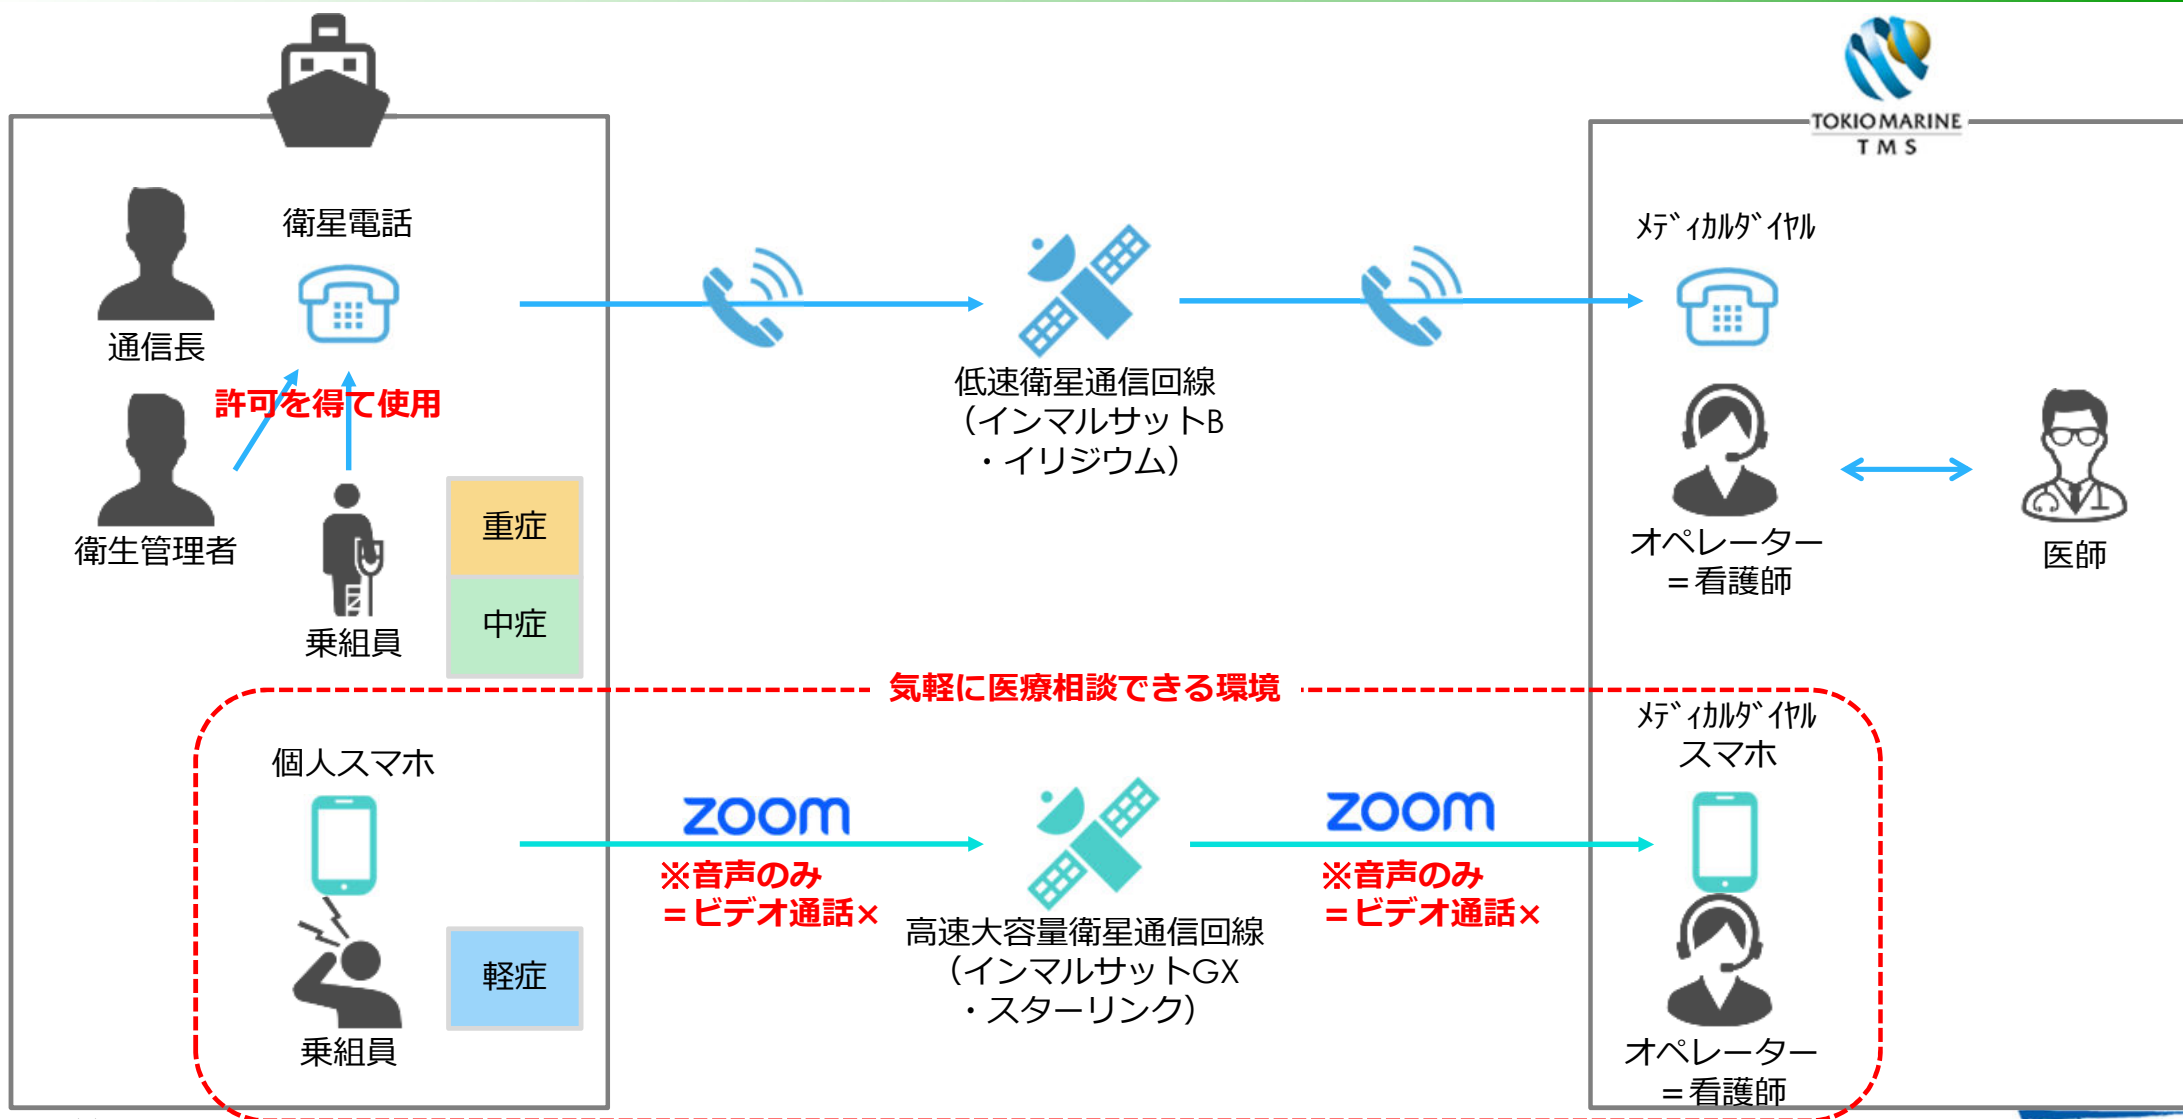 TOKIO MARINE
TMS
衛星電話
通信長
許可を得て使用
衛生管理者
乗組員
重症
中症
低速衛星通信回線
（インマルサットB
・イリジウム）
ﾒﾃﾞｨｶﾙﾀﾞｲﾔﾙ
オペレーター
＝看護師
医師
気軽に医療相談できる環境
個人スマホ
乗組員
軽症
zoom
※音声のみ
＝ビデオ通話×
高速大容量衛星通信回線
（インマルサットGX
・スターリンク）
zoom
※音声のみ
＝ビデオ通話×
ﾒﾃﾞｨｶﾙﾀﾞｲﾔﾙ
スマホ
オペレーター
＝看護師